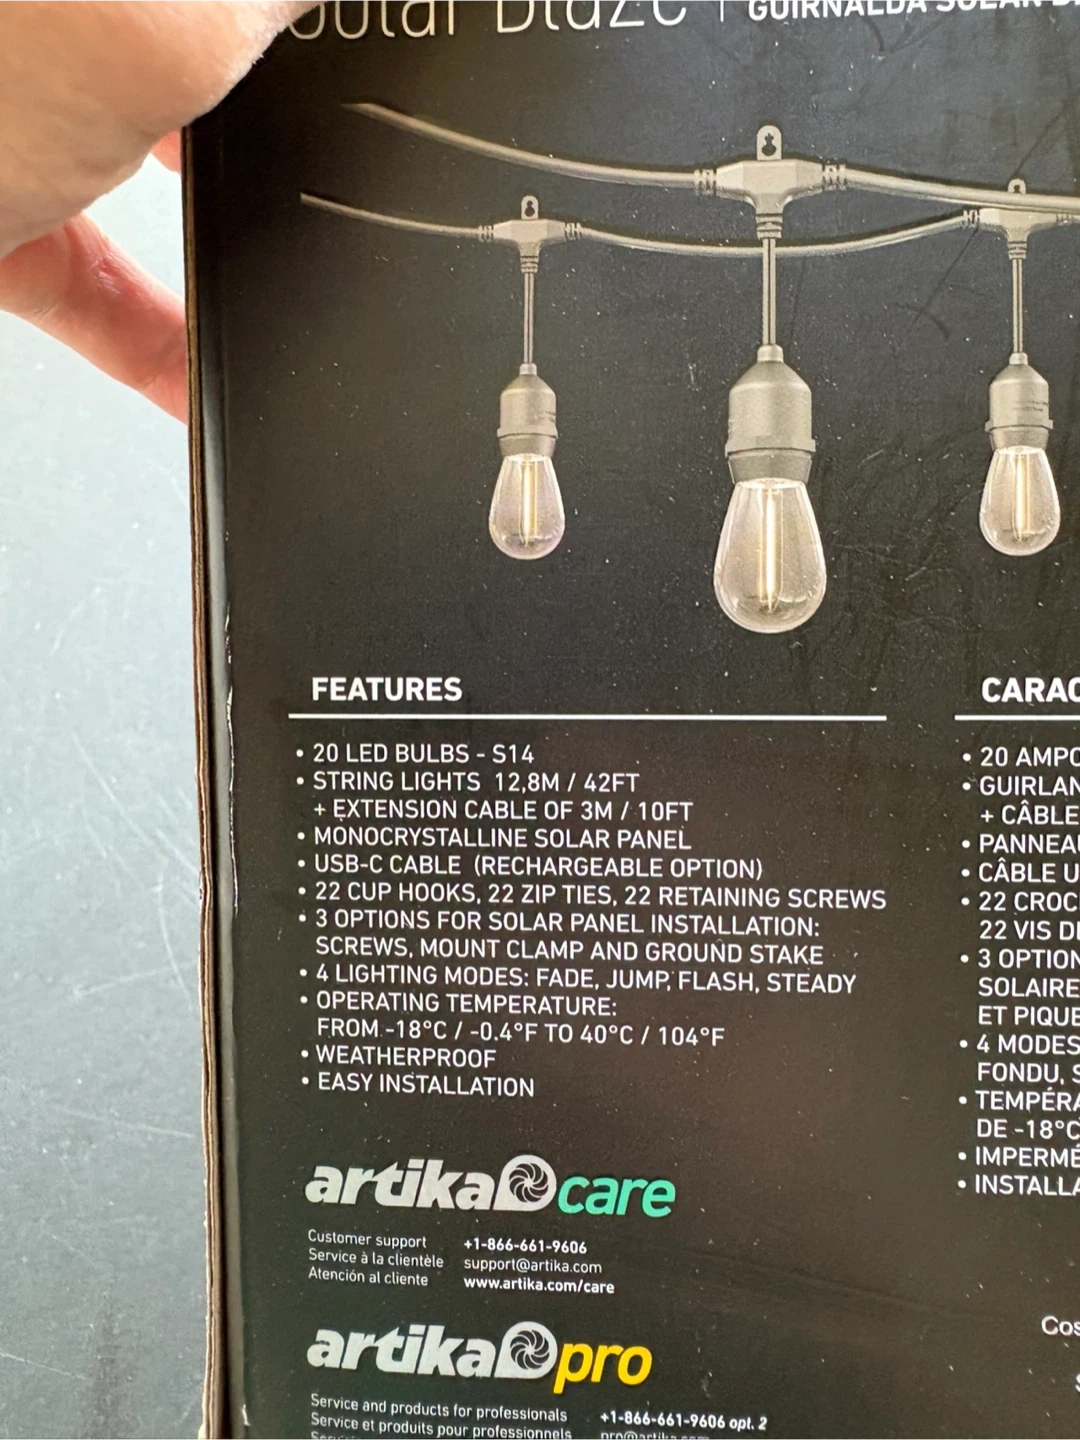 Solar Blaze | GUIRNALDA SOLAR
FEATURES
• 20 LED BULBS - S14
• STRING LIGHTS 12,8M / 42FT
+ EXTENSION CABLE OF 3M / 10FT
• MONOCRYSTALLINE SOLAR PANEL
• USB-C CABLE (RECHARGEABLE OPTION)
• 22 CUP HOOKS, 22 ZIP TIES, 22 RETAINING SCREWS
• 3 OPTIONS FOR SOLAR PANEL INSTALLATION:
SCREWS, MOUNT CLAMP AND GROUND STAKE
• 4 LIGHTING MODES: FADE, JUMP, FLASH, STEADY
• OPERATING TEMPERATURE:
FROM -18°C / -0.4°F TO 40°C / 104°F
• WEATHERPROOF
• EASY INSTALLATION
CARAC
• 20 AMPO
• GUIRLAN
+ CÂBLE
• PANNEAU
• CÂBLE U
• 22 CROC
22 VIS D
• 3 OPTION
SOLAIRE
ET PIQUE
• 4 MODES
FONDU, S
• TEMPÉRA
DE -18°C
• IMPERMÉ
• INSTALLA
artika care
Customer support +1-866-661-9606
Service à la clientèle support@artika.com
Atención al cliente www.artika.com/care
Cos
artika pro
Service and products for professionals +1-866-661-9606 opt. 2
Service et produits pour professionnels